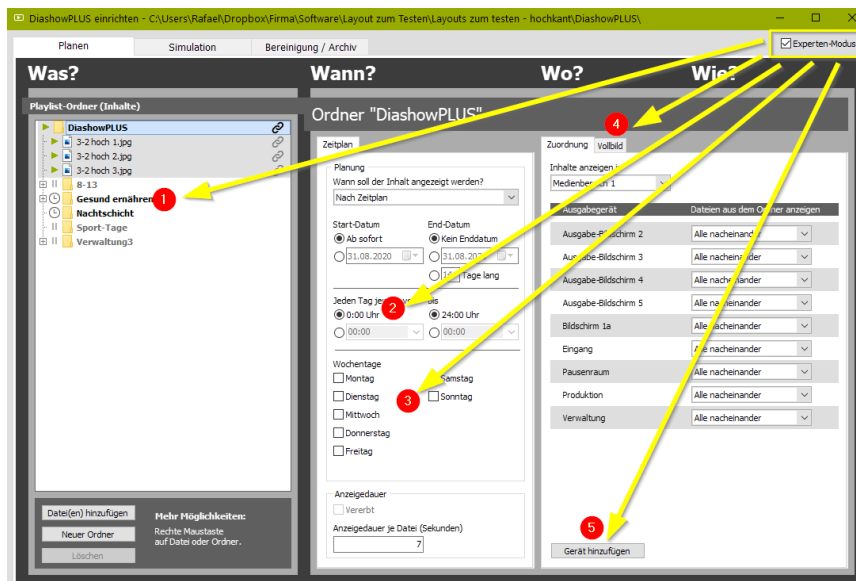 DiashowPLUS einrichten - C:\Users\Rafael\Dropbox\Firma\Software\Layout zum Testen\Layouts zum testen - hochkant\DiashowPLUS\
Planen
Simulation
Bereinigung / Archiv
Experten-Modus
Was?
Wann?
Wo?
Wie?
Playlist-Ordner (Inhalte)
DiashowPLUS
3-2 hoch 1.jpg
3-2 hoch 2.jpg
3-2 hoch 3.jpg
8-13
Gesund ernähren
1
Nachtschicht
Sport-Tage
Verwaltung3
Datei(en) hinzufügen
Neuer Ordner
Löschen
Mehr Möglichkeiten:
Rechte Maustaste
auf Datei oder Ordner.
Ordner "DiashowPLUS"
Zeitplan
Planung
Wann soll der Inhalt angezeigt werden?
Nach Zeitplan
Start-Datum
End-Datum
Ab sofort
Kein Enddatum
31.08.2020
31.08.202
Tage lang
Jeden Tag
bis
2
0:00 Uhr
24:00 Uhr
00:00
00:00
Wochentage
Montag
Samstag
Dienstag
3
Sonntag
Mittwoch
Donnerstag
Freitag
Anzeigedauer
Vererbt
Anzeigedauer je Datei (Sekunden)
7
4
Zuordnung
Vollbild
Inhalte anzeigen
1
Ausgabegerät
Dateien aus dem Ordner anzeigen
Ausgabe-Bildschirm 2
Alle nacheinander
Ausgabe-Bildschirm 3
Alle nacheinander
Ausgabe-Bildschirm 4
Alle nacheinander
Ausgabe-Bildschirm 5
Alle nacheinander
Bildschirm 1a
Alle nacheinander
Eingang
Alle nacheinander
Pausenraum
Alle nacheinander
Produktion
Alle nacheinander
Verwaltung
Alle nacheinander
5
Gerät hinzufügen